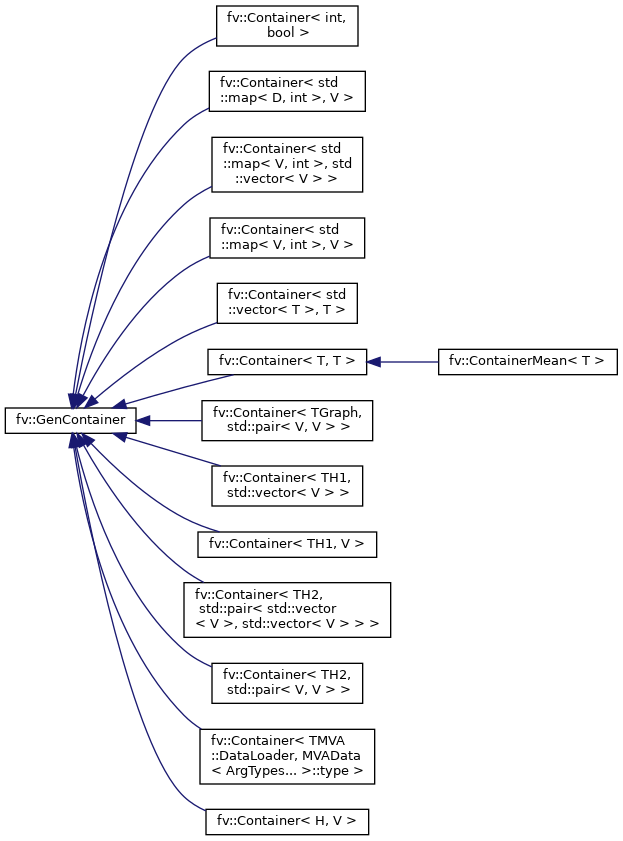 fv::Container< int,
bool >
fv::Container< std
::map< D, int >, V >
fv::Container< std
::map< V, int >, std
::vector< V > >
fv::Container< std
::map< V, int >, V >
fv::Container< std
::vector< T >, T >
fv::Container< T, T >
fv::ContainerMean< T >
fv::GenContainer
fv::Container< TGraph,
std::pair< V, V > >
fv::Container< TH1,
std::vector< V > >
fv::Container< TH1, V >
fv::Container< TH2,
std::pair< std::vector
< V >, std::vector< V > > >
fv::Container< TH2,
std::pair< V, V > >
fv::Container< TMVA
::DataLoader, MVAData
< ArgTypes... >::type >
fv::Container< H, V >